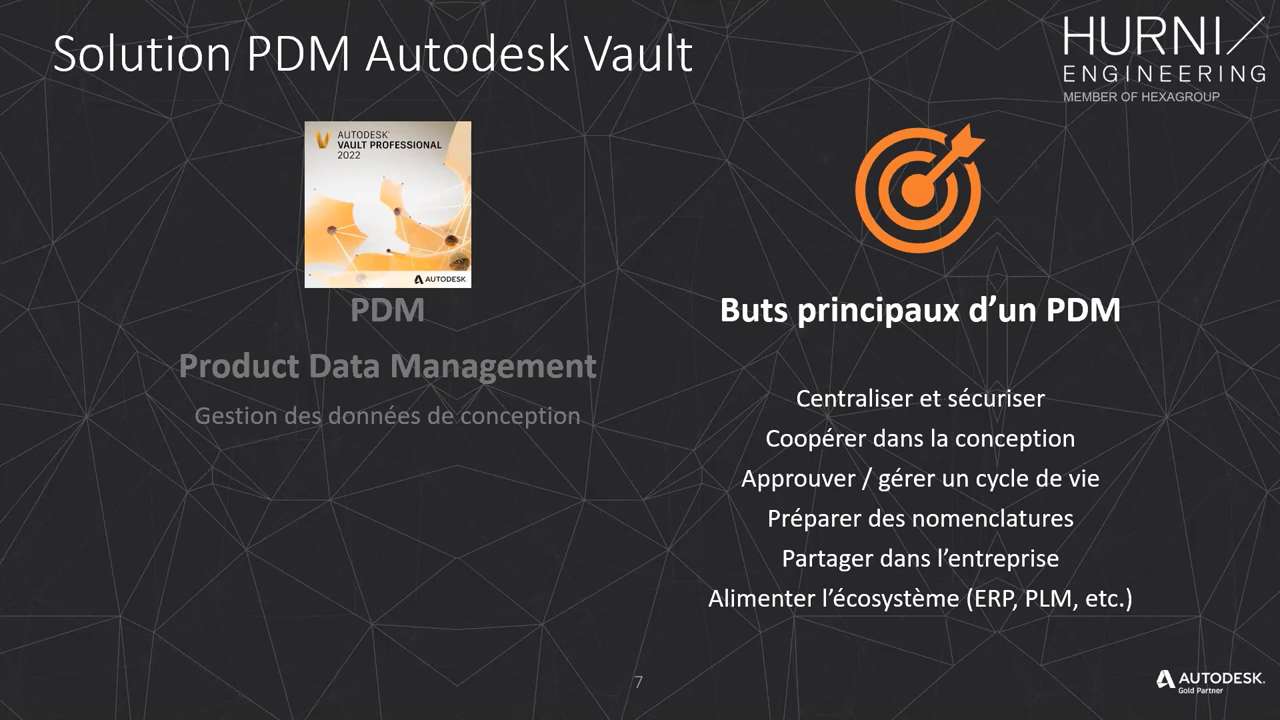 Solution PDM Autodesk Vault
HURNI/
ENGINEERING
MEMBER OF HEXAGROUP
AUTODESK®
VAULT PROFESSIONAL
2022
AUTODESK
PDM
Product Data Management
Gestion des données de conception
Buts principaux d’un PDM
Centraliser et sécuriser
Coopérer dans la conception
Approuver / gérer un cycle de vie
Préparer des nomenclatures
Partager dans l’entreprise
Alimenter l’écosystème (ERP, PLM, etc.)
7
AUTODESK.
Gold Partner